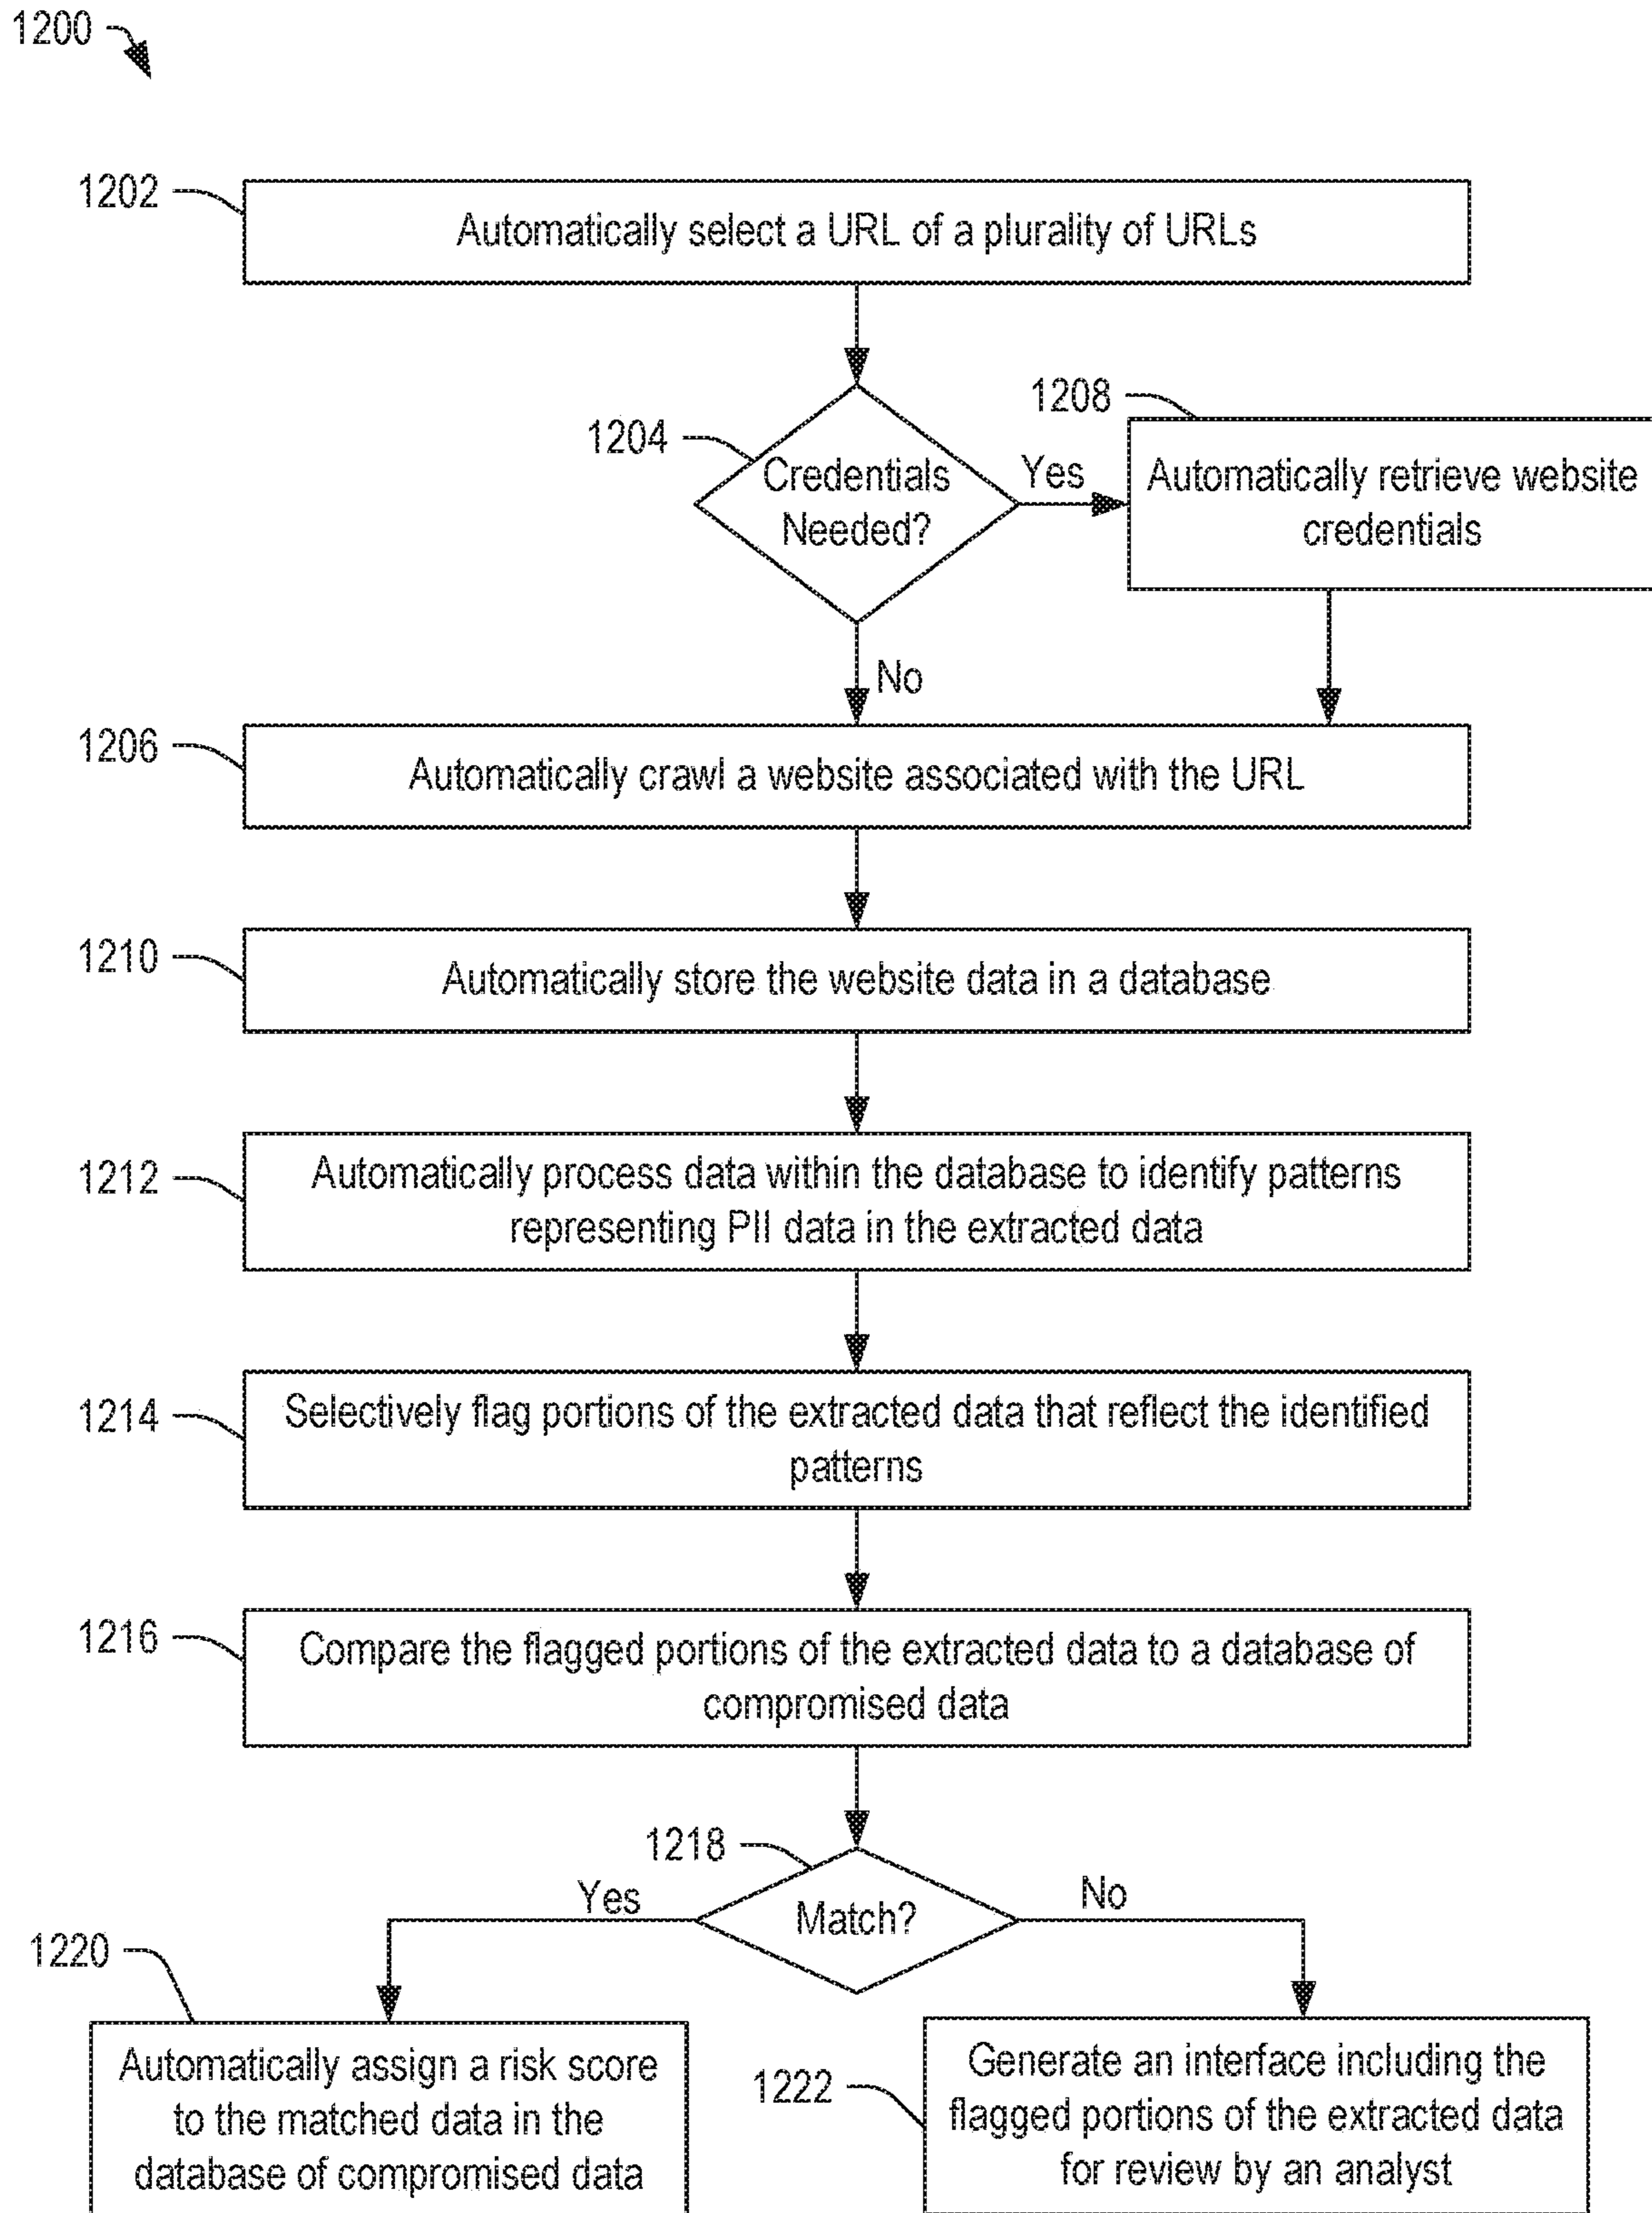 1200
1202
Automatically select a URL of a plurality of URLs
1208
1204
Credentials
Needed?
Yes
Automatically retrieve website
credentials
No
1206
Automatically crawl a website associated with the URL
1210
Automatically store the website data in a database
1212
Automatically process data within the database to identify patterns
representing PII data in the extracted data
1214
Selectively flag portions of the extracted data that reflect the identified
patterns
1216
Compare the flagged portions of the extracted data to a database of
compromised data
1218
Yes
Match?
No
1220
Automatically assign a risk score
to the matched data in the
database of compromised data
1222
Generate an interface including the
flagged portions of the extracted data
for review by an analyst